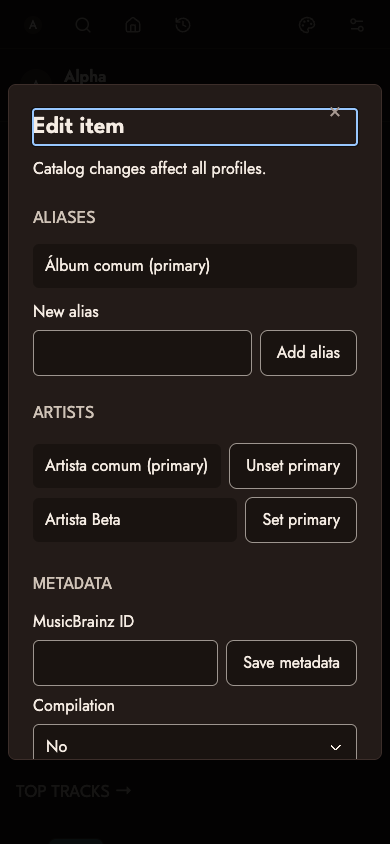 A
Alpha
Edit item
×
Catalog changes affect all profiles.
ALIASES
Álbum comum (primary)
New alias
Add alias
ARTISTS
Artista comum (primary)
Unset primary
Artista Beta
Set primary
METADATA
MusicBrainz ID
Save metadata
Compilation
No
TOP TRACKS →